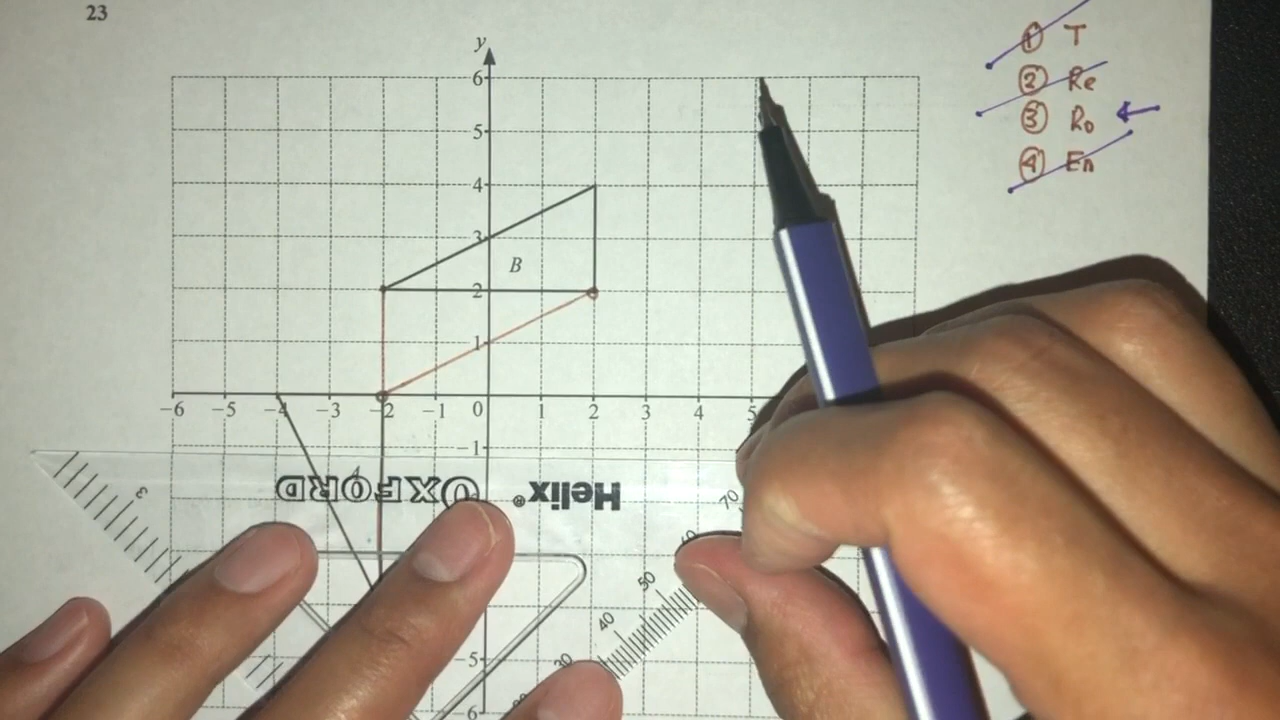 23
① T
② Re
③ Ro
④ En
y
6
5
4
3
B
2
1
−6 −5 −4 −3 −2 −1 0 1 2 3 4 5
−1
Helix® OXFORD
A
3
70
60
50
40
30
−5
−6